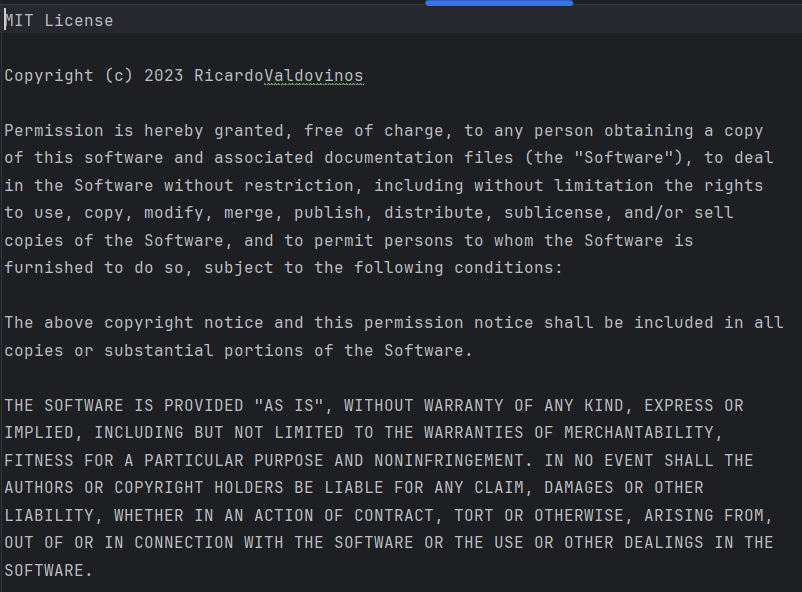 MIT License
Copyright (c) 2023 RicardoValdovinos
Permission is hereby granted, free of charge, to any person obtaining a copy
of this software and associated documentation files (the "Software"), to deal
in the Software without restriction, including without limitation the rights
to use, copy, modify, merge, publish, distribute, sublicense, and/or sell
copies of the Software, and to permit persons to whom the Software is
furnished to do so, subject to the following conditions:
The above copyright notice and this permission notice shall be included in all
copies or substantial portions of the Software.
THE SOFTWARE IS PROVIDED "AS IS", WITHOUT WARRANTY OF ANY KIND, EXPRESS OR
IMPLIED, INCLUDING BUT NOT LIMITED TO THE WARRANTIES OF MERCHANTABILITY,
FITNESS FOR A PARTICULAR PURPOSE AND NONINFRINGEMENT. IN NO EVENT SHALL THE
AUTHORS OR COPYRIGHT HOLDERS BE LIABLE FOR ANY CLAIM, DAMAGES OR OTHER
LIABILITY, WHETHER IN AN ACTION OF CONTRACT, TORT OR OTHERWISE, ARISING FROM,
OUT OF OR IN CONNECTION WITH THE SOFTWARE OR THE USE OR OTHER DEALINGS IN THE
SOFTWARE.